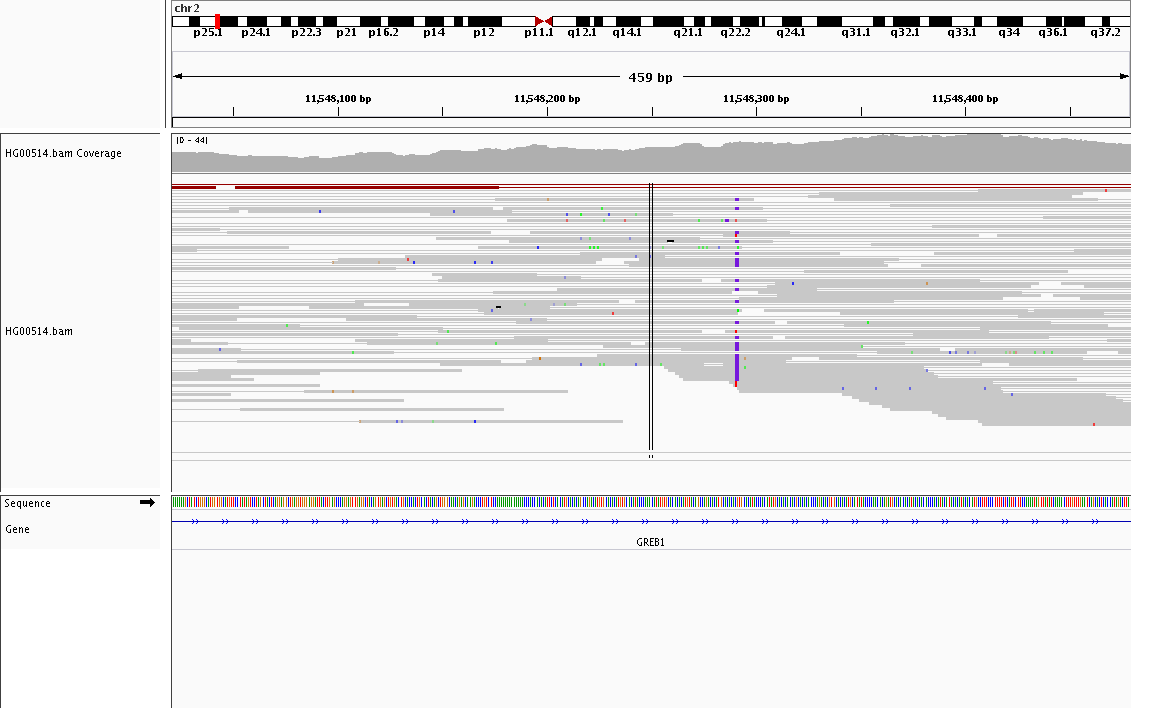 chr2
p25.1 p24.1 p22.3 p21 p16.2 p14 p12 p11.1 q12.1 q14.1 q21.1 q22.2 q24.1 q31.1 q32.1 q33.1 q34 q36.1 q37.2
459 bp
11,548,100 bp 11,548,200 bp 11,548,300 bp 11,548,400 bp
HG00514.bam Coverage
[0 - 44]
HG00514.bam
Sequence
Gene
GREB1